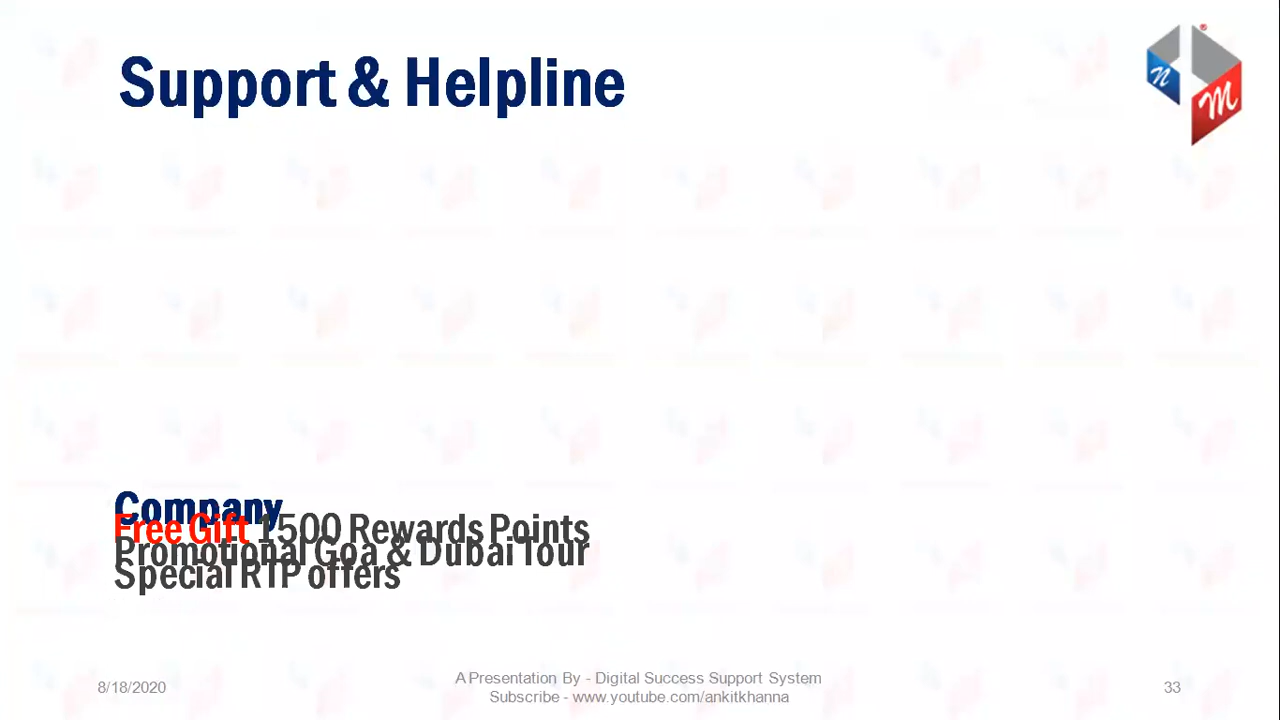 Support & Helpline
n
M
Company
Free Gift 1500 Rewards Points
Promotional Goa & Dubai Tour
Special RTP offers
8/18/2020
A Presentation By - Digital Success Support System
Subscribe - www.youtube.com/ankitkhanna
33